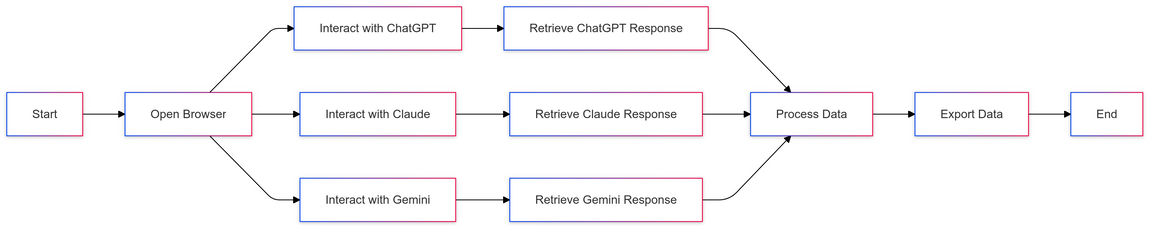 Interact with ChatGPT
Retrieve ChatGPT Response
Start
Open Browser
Interact with Claude
Retrieve Claude Response
Process Data
Export Data
End
Interact with Gemini
Retrieve Gemini Response